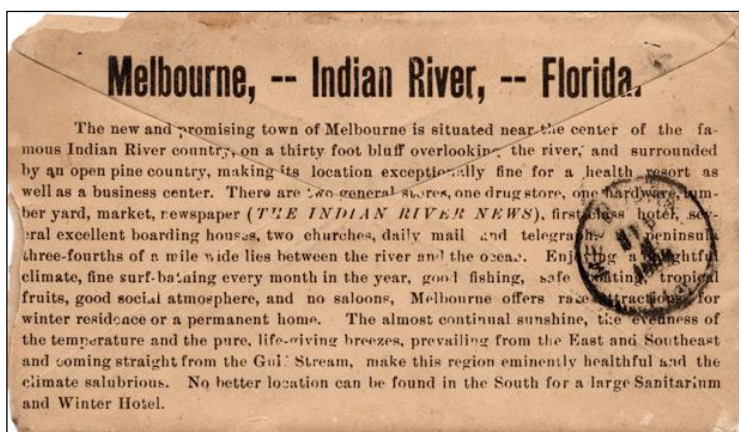 Melbourne, -- Indian River, -- Florida.
The new and promising town of Melbourne is situated near the center of the fa-
mous Indian River country, on a thirty foot bluff overlooking the river, and surrounded
by an open pine country, making its location exceptionally fine for a health resort as
well as a business center. There are two general stores, one drug store, one hardware, lum-
ber yard, market, newspaper (THE INDIAN RIVER NEWS), first class hotel, sev-
eral excellent boarding houses, two churches, daily mail and telegraph. peninsula
three-fourths of a mile wide lies between the river and the ocean. Enjoying a delightful
climate, fine surf-bathing every month in the year, good fishing, safe boating, tropical
fruits, good social atmosphere, and no saloons, Melbourne offers rare attractions for
winter residence or a permanent home. The almost continual sunshine, the evenness of
the temperature and the pure, life-giving breezes, prevailing from the East and Southeast
and coming straight from the Gulf Stream, make this region eminently healthful and the
climate salubrious. No better location can be found in the South for a large Sanitarium
and Winter Hotel.